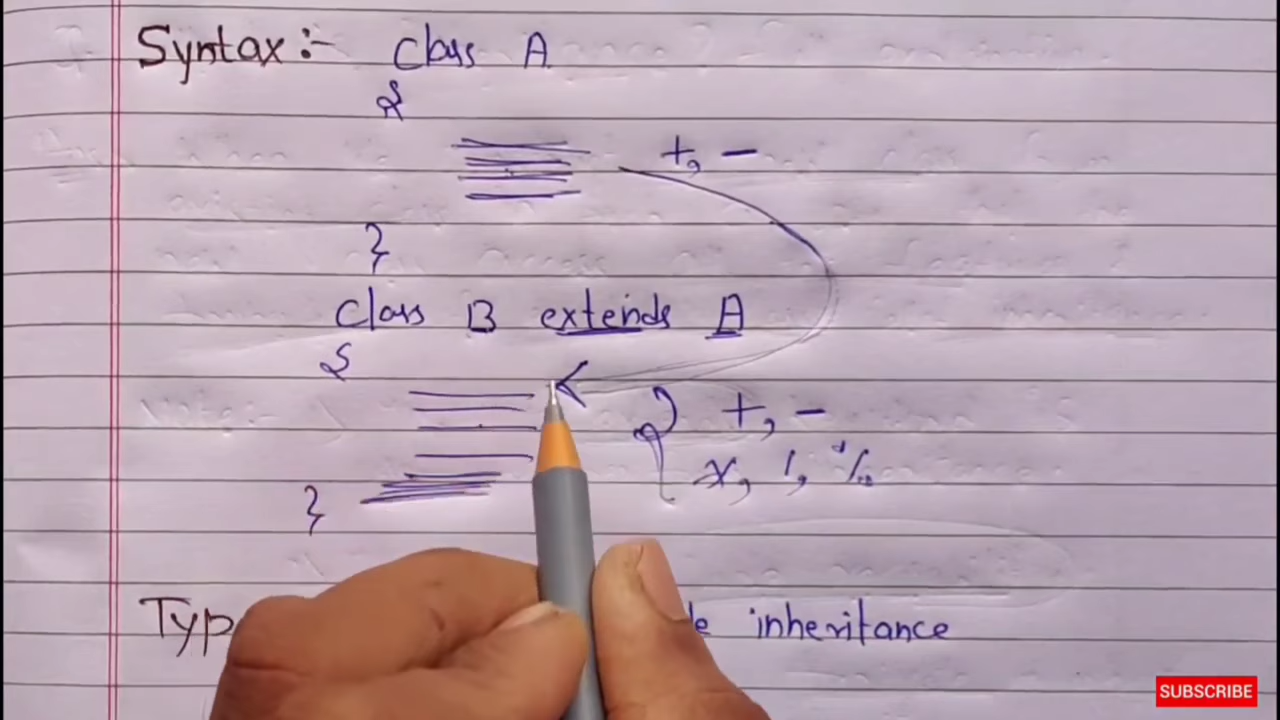 Syntax:- Class A
{
+, -
}
Class B extends A
{
+, -
x, /, %
}
Typ
inheritance
SUBSCRIBE